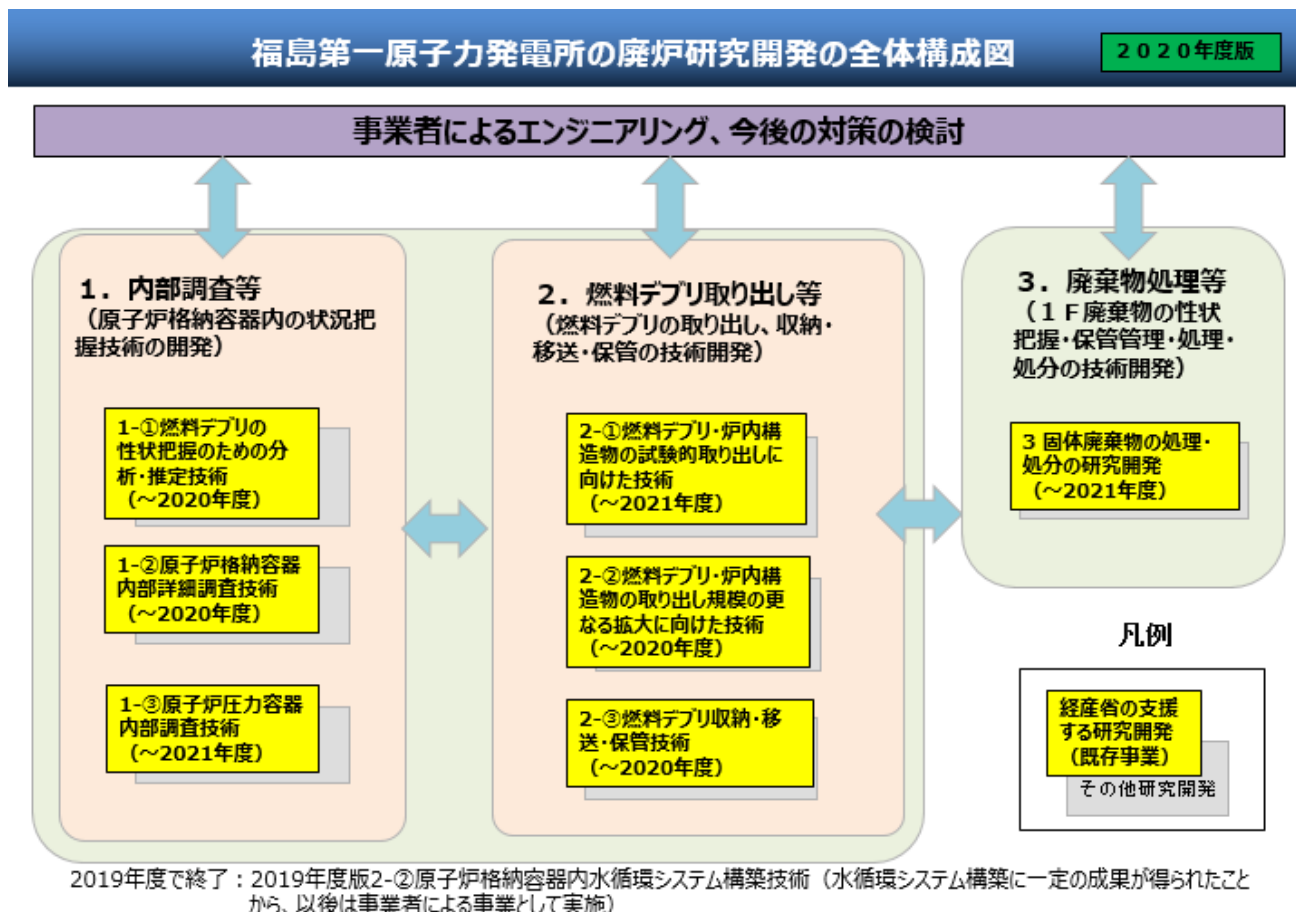 福島第一原子力発電所の廃炉研究開発の全体構成図
2020年度版
事業者によるエンジニアリング、今後の対策の検討
1．内部調査等
（原子炉格納容器内の状況把
握技術の開発）
1-①燃料デブリの
性状把握のための分
析・推定技術
（～2020年度）
1-②原子炉格納容器
内部詳細調査技術
（～2020年度）
1-③原子炉圧力容器
内部調査技術
（～2021年度）
2．燃料デブリ取り出し等
（燃料デブリの取り出し、収納・
移送・保管の技術開発）
2-①燃料デブリ・炉内構
造物の試験的取り出しに
向けた技術
（～2021年度）
2-②燃料デブリ・炉内構
造物の取り出し規模の更
なる拡大に向けた技術
（～2020年度）
2-③燃料デブリ収納・移
送・保管技術
（～2020年度）
3．廃棄物処理等
（１Ｆ廃棄物の性状
把握・保管管理・処理・
処分の技術開発）
3 固体廃棄物の処理・
処分の研究開発
（～2021年度）
凡例
経産省の支援
する研究開発
（既存事業）
その他研究開発
2019年度で終了：2019年度版2-②原子炉格納容器内水循環システム構築技術（水循環システム構築に一定の成果が得られたこと
から、以後は事業者による事業として実施）